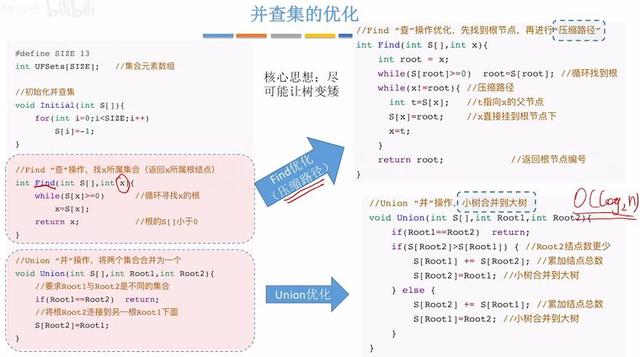 bilibili
并查集的优化
#define SIZE 13
int UFSets[SIZE];    //集合元素数组
//初始化并查集
void Initial(int S[]){
    for(int i=0;i<SIZE;i++)
        S[i]=-1;
}
//Find “查”操作，找x所属集合（返回x所属根结点）
int Find(int S[],int x){
    while(S[x]>=0)    //循环寻找x的根
        x=S[x];
    return x;    //根的S[]小于0
}
//Union “并”操作，将两个集合合并为一个
void Union(int S[],int Root1,int Root2){
    //要求Root1与Root2是不同的集合
    if(Root1==Root2)  return;
    //将根Root2连接到另一根Root1下面
    S[Root2]=Root1;
}
核心思想：尽
可能让树变矮
Find优化
(压缩路径)
Union优化
//Find “查”操作优化，先找到根节点，再进行“压缩路径”
int Find(int S[],int x){
    int root = x;
    while(S[root]>=0)  root=S[root]; //循环找到根
    while(x!=root){ //压缩路径
        int t=S[x];    //t指向x的父节点
        S[x]=root;    //x直接挂到根节点下
        x=t;
    }
    return root;    //返回根节点编号
}
//Union “并”操作，小树合并到大树
O(log₂n)
void Union(int S[],int Root1,int Root2){
    if(Root1==Root2)  return;
    if(S[Root2]>S[Root1]) { //Root2结点数更少
        S[Root1] += S[Root2]; //累加结点总数
        S[Root2]=Root1; //小树合并到大树
    } else {
        S[Root2] += S[Root1]; //累加结点总数
        S[Root1]=Root2; //小树合并到大树
    }
}